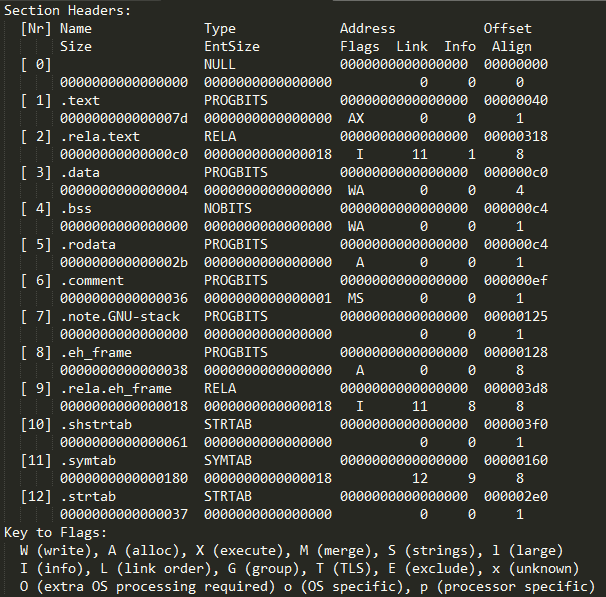 Section Headers:
  [Nr] Name              Type             Address           Offset
       Size              EntSize          Flags  Link  Info  Align
  [ 0]                   NULL             0000000000000000  00000000
       0000000000000000  0000000000000000           0     0     0
  [ 1] .text             PROGBITS         0000000000000000  00000040
       000000000000007d  0000000000000000  AX       0     0     1
  [ 2] .rela.text        RELA             0000000000000000  00000318
       00000000000000c0  0000000000000018   I      11     1     8
  [ 3] .data             PROGBITS         0000000000000000  000000c0
       0000000000000004  0000000000000000  WA       0     0     4
  [ 4] .bss              NOBITS           0000000000000000  000000c4
       0000000000000000  0000000000000000  WA       0     0     1
  [ 5] .rodata           PROGBITS         0000000000000000  000000c4
       000000000000002b  0000000000000000   A       0     0     1
  [ 6] .comment          PROGBITS         0000000000000000  000000ef
       0000000000000036  0000000000000001  MS       0     0     1
  [ 7] .note.GNU-stack   PROGBITS         0000000000000000  00000125
       0000000000000000  0000000000000000           0     0     1
  [ 8] .eh_frame         PROGBITS         0000000000000000  00000128
       0000000000000038  0000000000000000   A       0     0     8
  [ 9] .rela.eh_frame    RELA             0000000000000000  000003d8
       0000000000000018  0000000000000018   I      11     8     8
  [10] .shstrtab         STRTAB           0000000000000000  000003f0
       0000000000000061  0000000000000000           0     0     1
  [11] .symtab           SYMTAB           0000000000000000  00000160
       0000000000000180  0000000000000018          12     9     8
  [12] .strtab           STRTAB           0000000000000000  000002e0
       0000000000000037  0000000000000000           0     0     1
Key to Flags:
  W (write), A (alloc), X (execute), M (merge), S (strings), l (large)
  I (info), L (link order), G (group), T (TLS), E (exclude), x (unknown)
  O (extra OS processing required) o (OS specific), p (processor specific)